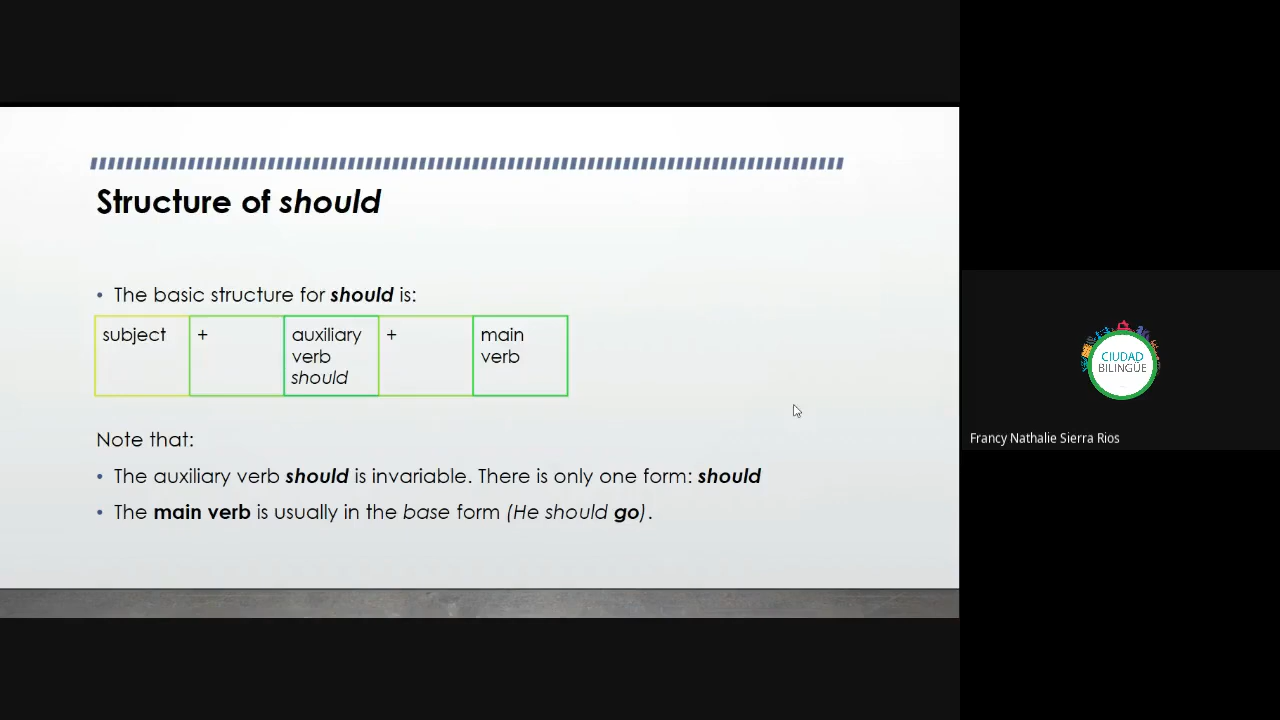 Structure of should
• The basic structure for should is:
subject + auxiliary verb should + main verb
Note that:
• The auxiliary verb should is invariable. There is only one form: should
• The main verb is usually in the base form (He should go).
CIUDAD
BILINGÜE
Francy Nathalie Sierra Rios